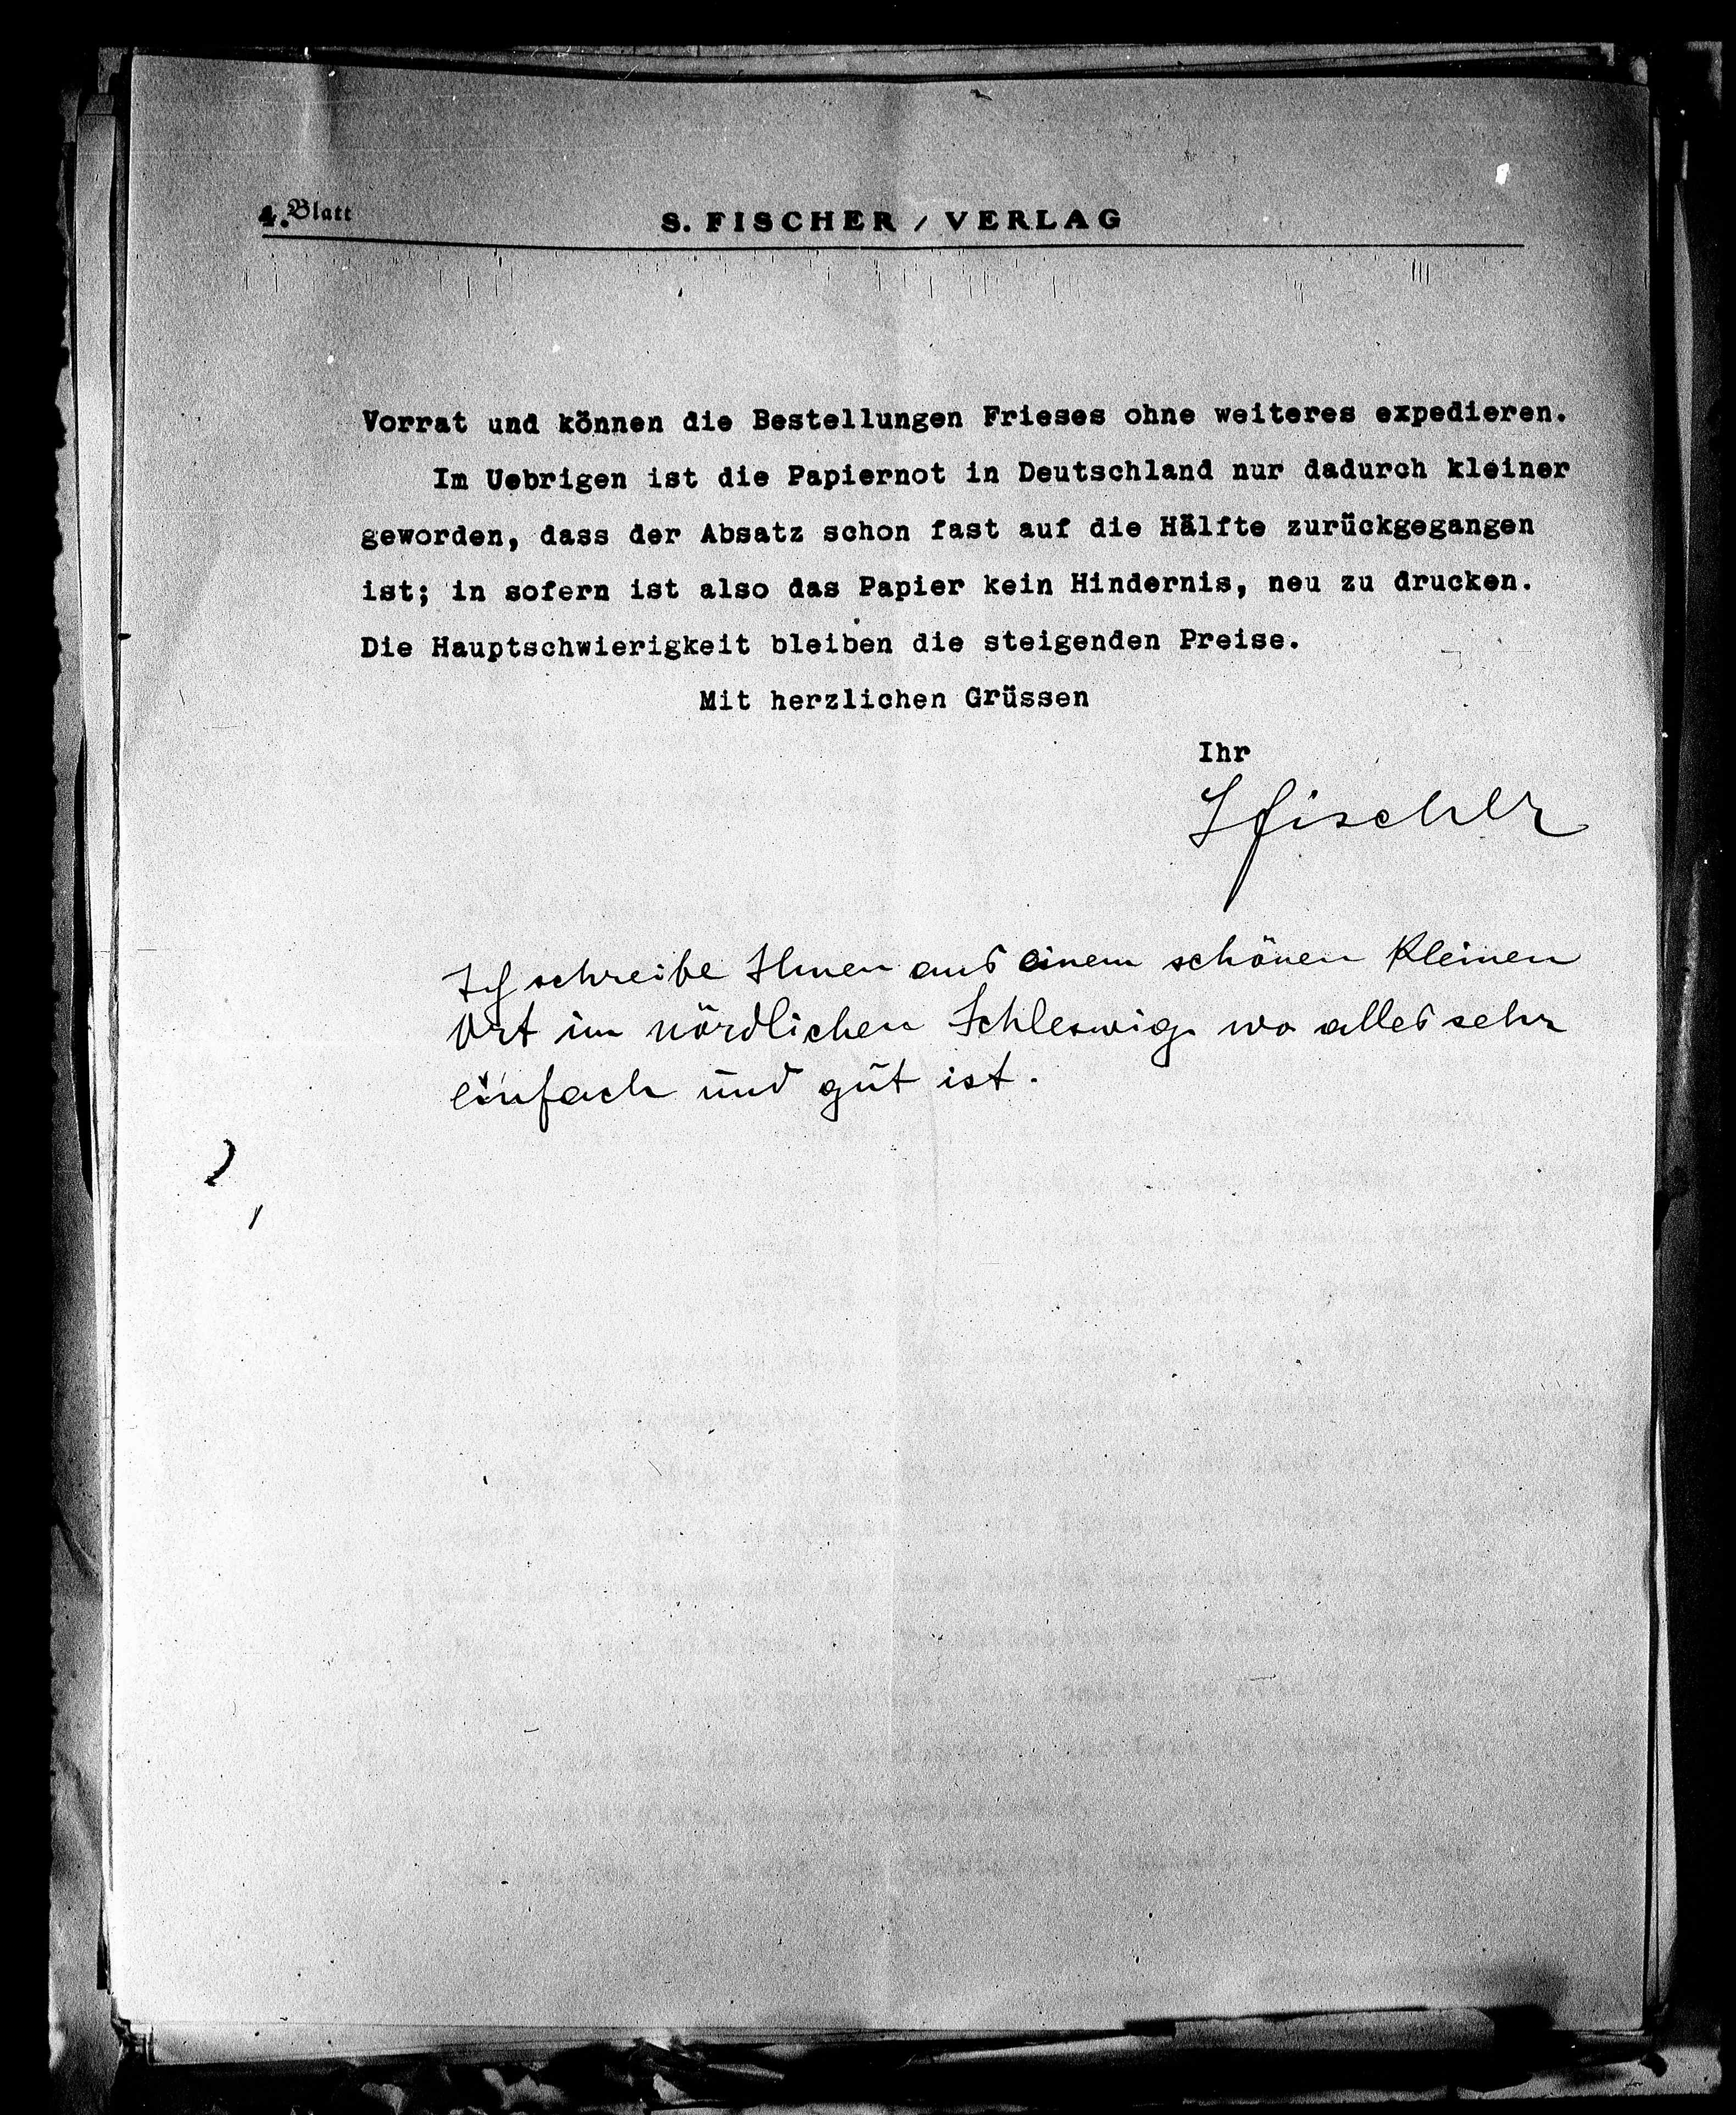 4. Blatt
S. FISCHER / VERLAG
Vorrat und können die Bestellungen Frieses ohne weiteres expedieren.
Im Uebrigen ist die Papiernot in Deutschland nur dadurch kleiner
geworden, dass der Absatz schon fast auf die Hälfte zurückgegangen
ist; in sofern ist also das Papier kein Hindernis, neu zu drucken.
Die Hauptschwierigkeit bleiben die steigenden Preise.
Mit herzlichen Grüssen
Ihr
SFischer
Ich schreibe Ihnen aus einem schönen kleinen
Ort im nördlichen Schleswig wo alles sehr
einfach und gut ist.